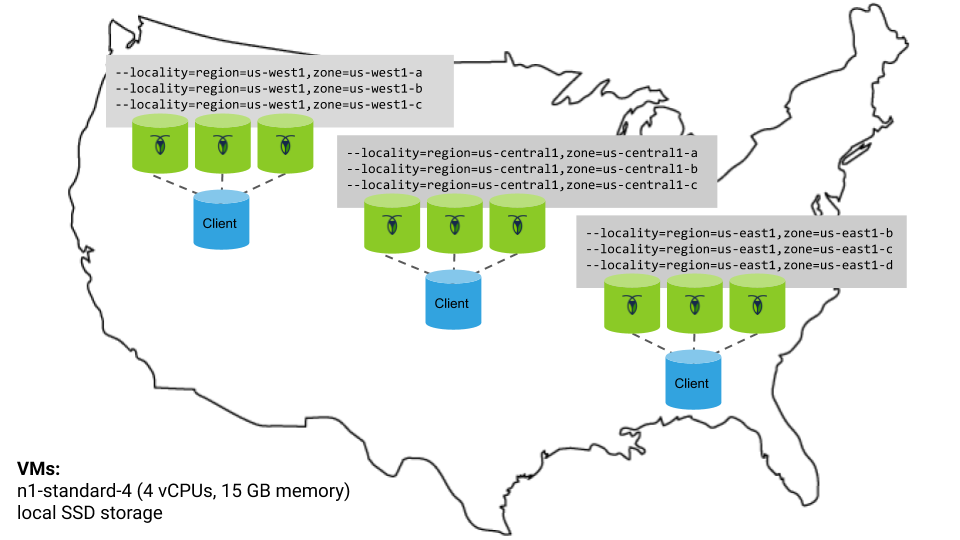 --locality=region=us-west1,zone=us-west1-a
--locality=region=us-west1,zone=us-west1-b
--locality=region=us-west1,zone=us-west1-c
Client
--locality=region=us-central1,zone=us-central1-a
--locality=region=us-central1,zone=us-central1-b
--locality=region=us-central1,zone=us-central1-c
Client
--locality=region=us-east1,zone=us-east1-b
--locality=region=us-east1,zone=us-east1-c
--locality=region=us-east1,zone=us-east1-d
Client
VMs:
n1-standard-4 (4 vCPUs, 15 GB memory)
local SSD storage